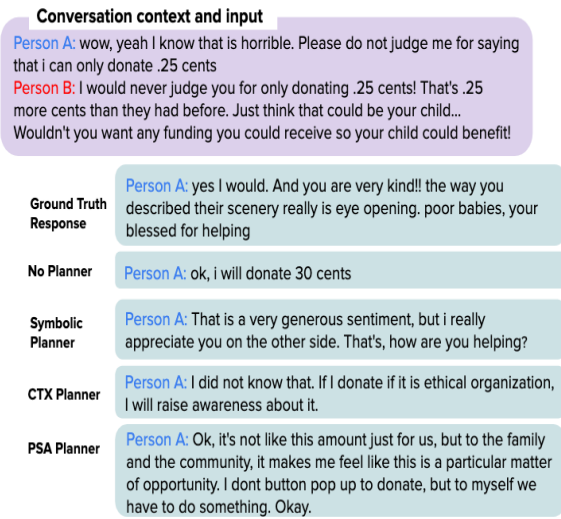 Conversation context and input
Person A: wow, yeah I know that is horrible. Please do not judge me for saying
that i can only donate .25 cents
Person B: I would never judge you for only donating .25 cents! That's .25
more cents than they had before. Just think that could be your child...
Wouldn't you want any funding you could receive so your child could benefit!
Ground Truth
Response
Person A: yes I would. And you are very kind!! the way you
described their scenery really is eye opening. poor babies, your
blessed for helping
No Planner
Person A: ok, i will donate 30 cents
Symbolic
Planner
Person A: That is a very generous sentiment, but i really
appreciate you on the other side. That's, how are you helping?
CTX Planner
Person A: I did not know that. If I donate if it is ethical organization,
I will raise awareness about it.
PSA Planner
Person A: Ok, it's not like this amount just for us, but to the family
and the community, it makes me feel like this is a particular matter
of opportunity. I dont button pop up to donate, but to myself we
have to do something. Okay.